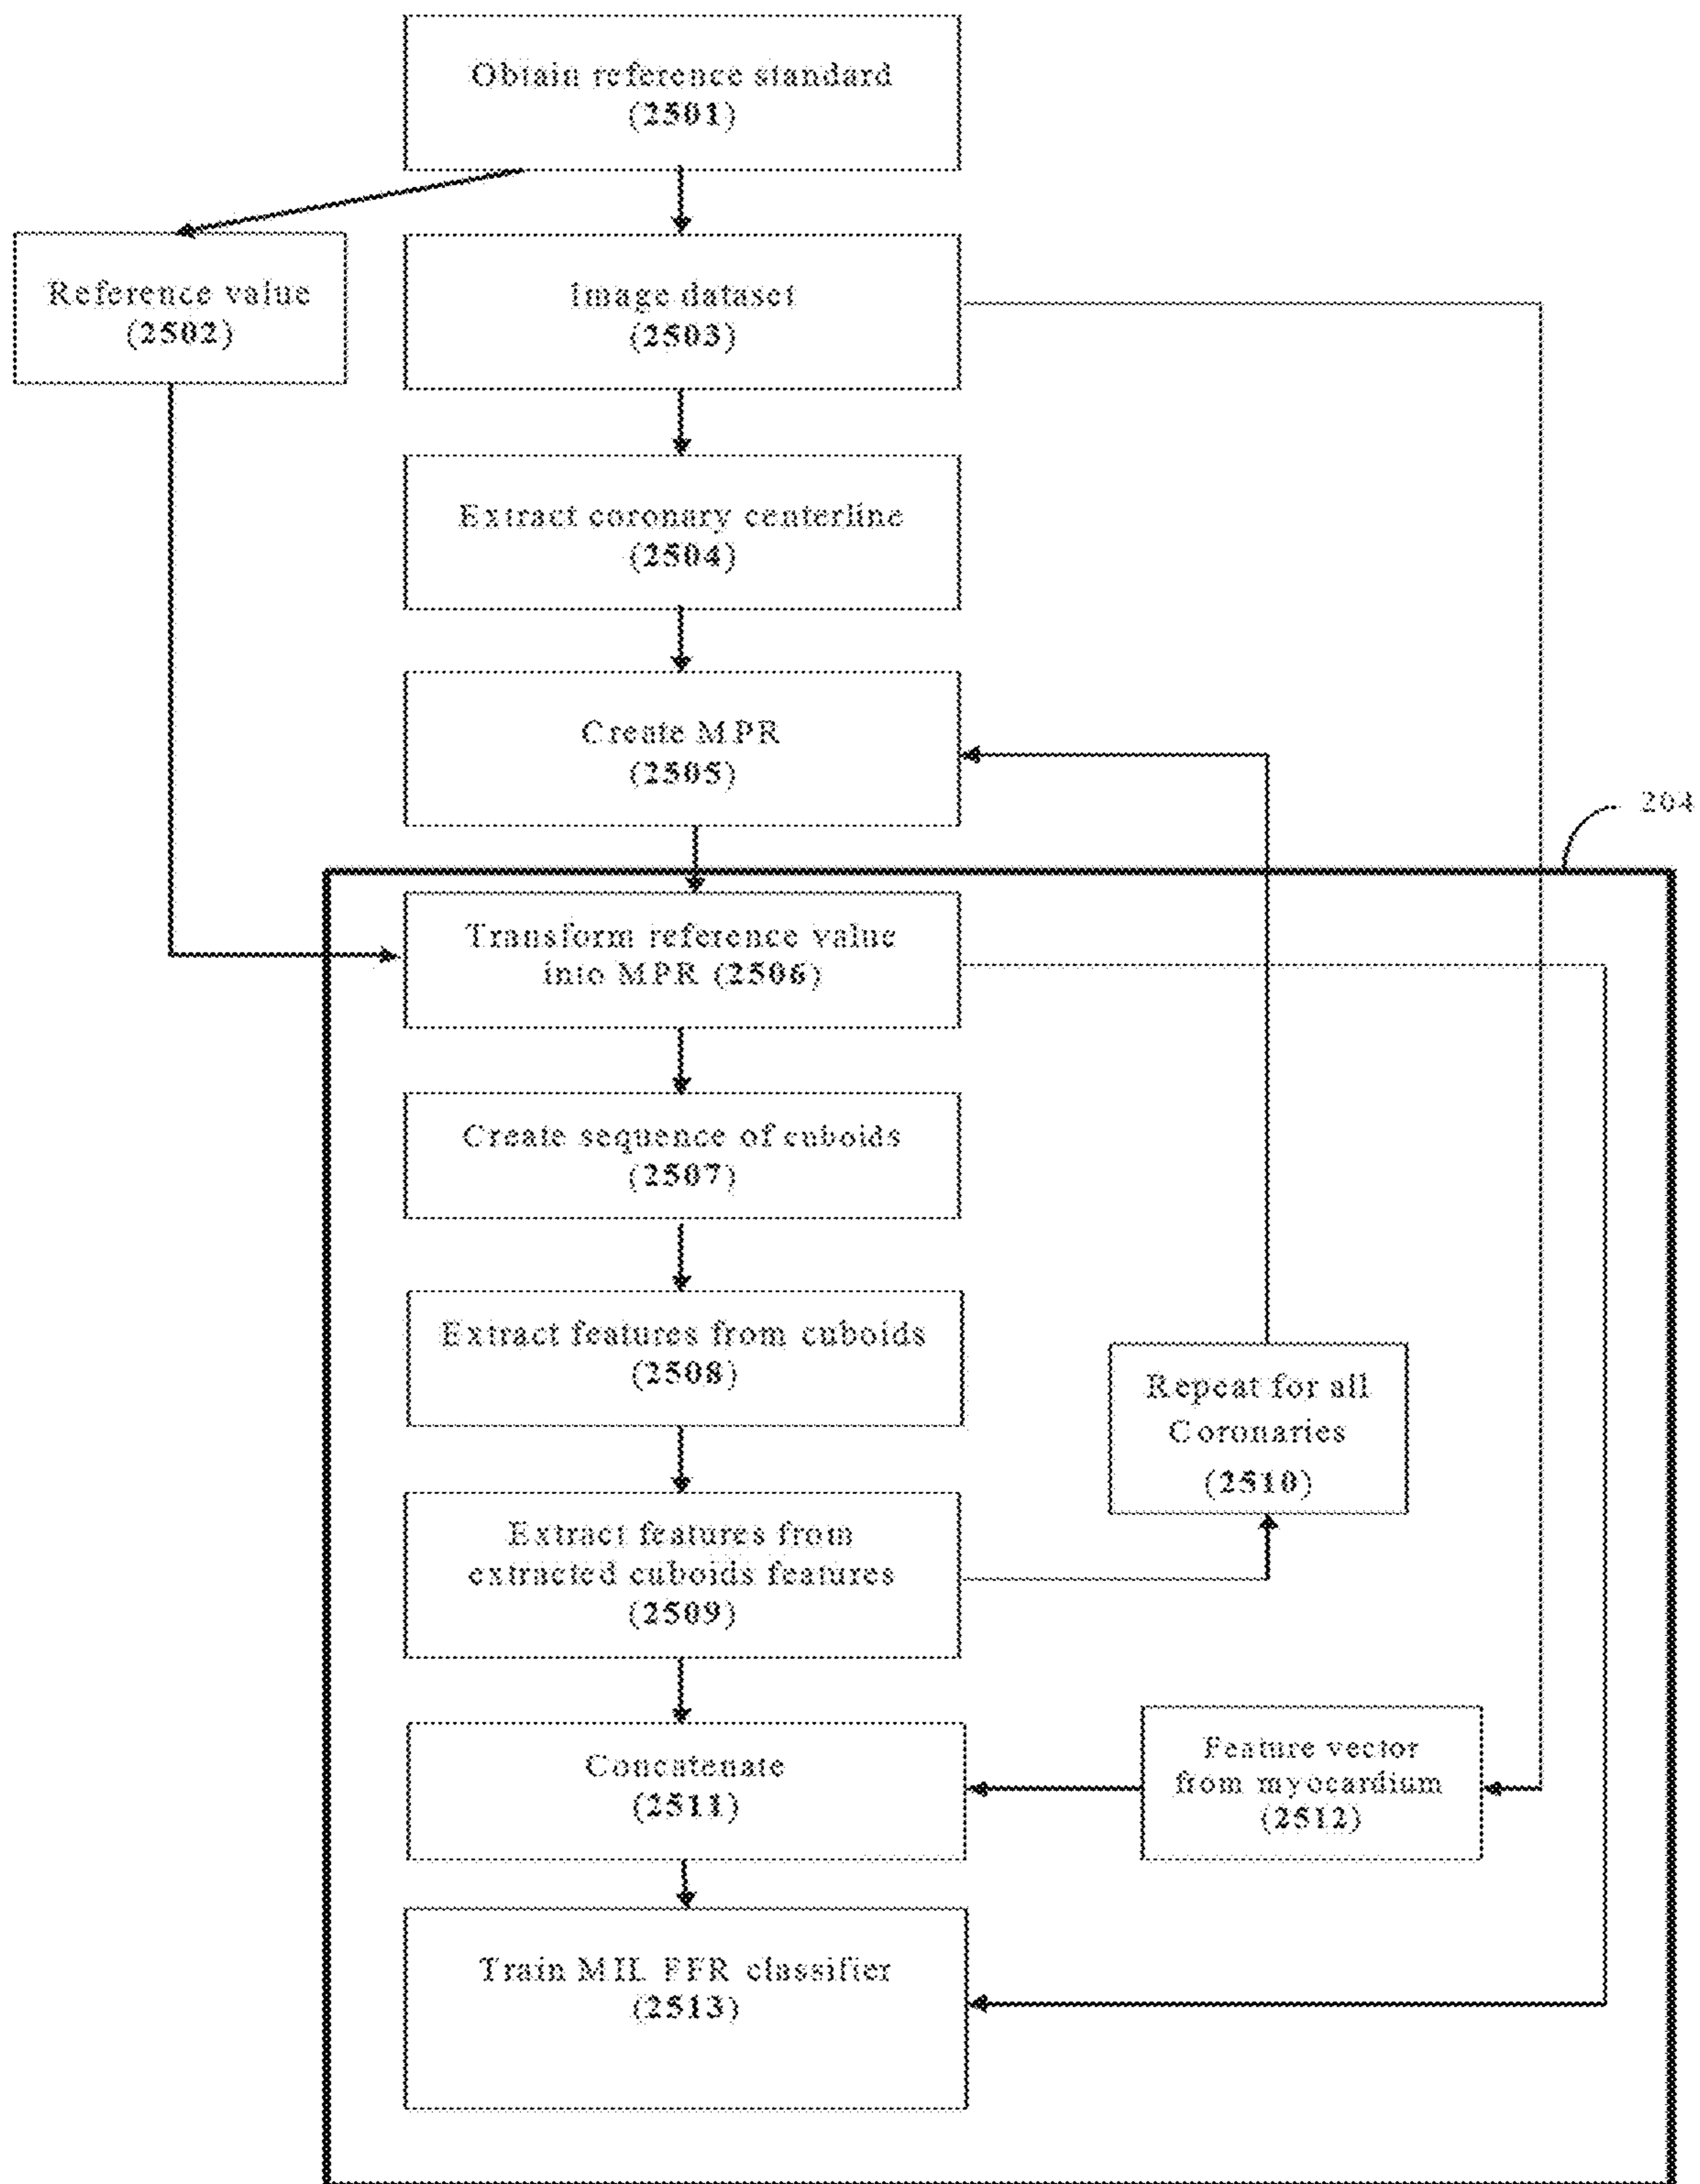 Obtain reference standard
(2501)
Reference value
(2502)
Image dataset
(2503)
Extract coronary centerline
(2504)
Create MPR
(2505)
204
Transform reference value
into MPR (2506)
Create sequence of cuboids
(2507)
Extract features from cuboids
(2508)
Repeat for all
Coronaries
(2510)
Extract features from
extracted cuboids features
(2509)
Concatenate
(2511)
Feature vector
from myocardium
(2512)
Train MIL FFR classifier
(2513)